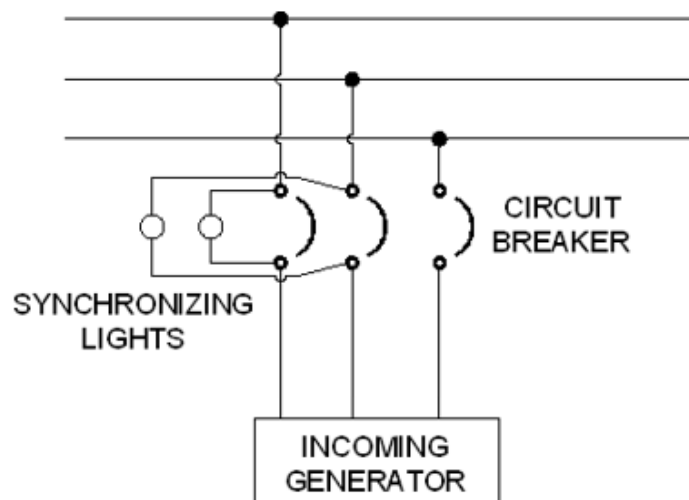 CIRCUIT
BREAKER
SYNCHRONIZING
LIGHTS
INCOMING
GENERATOR